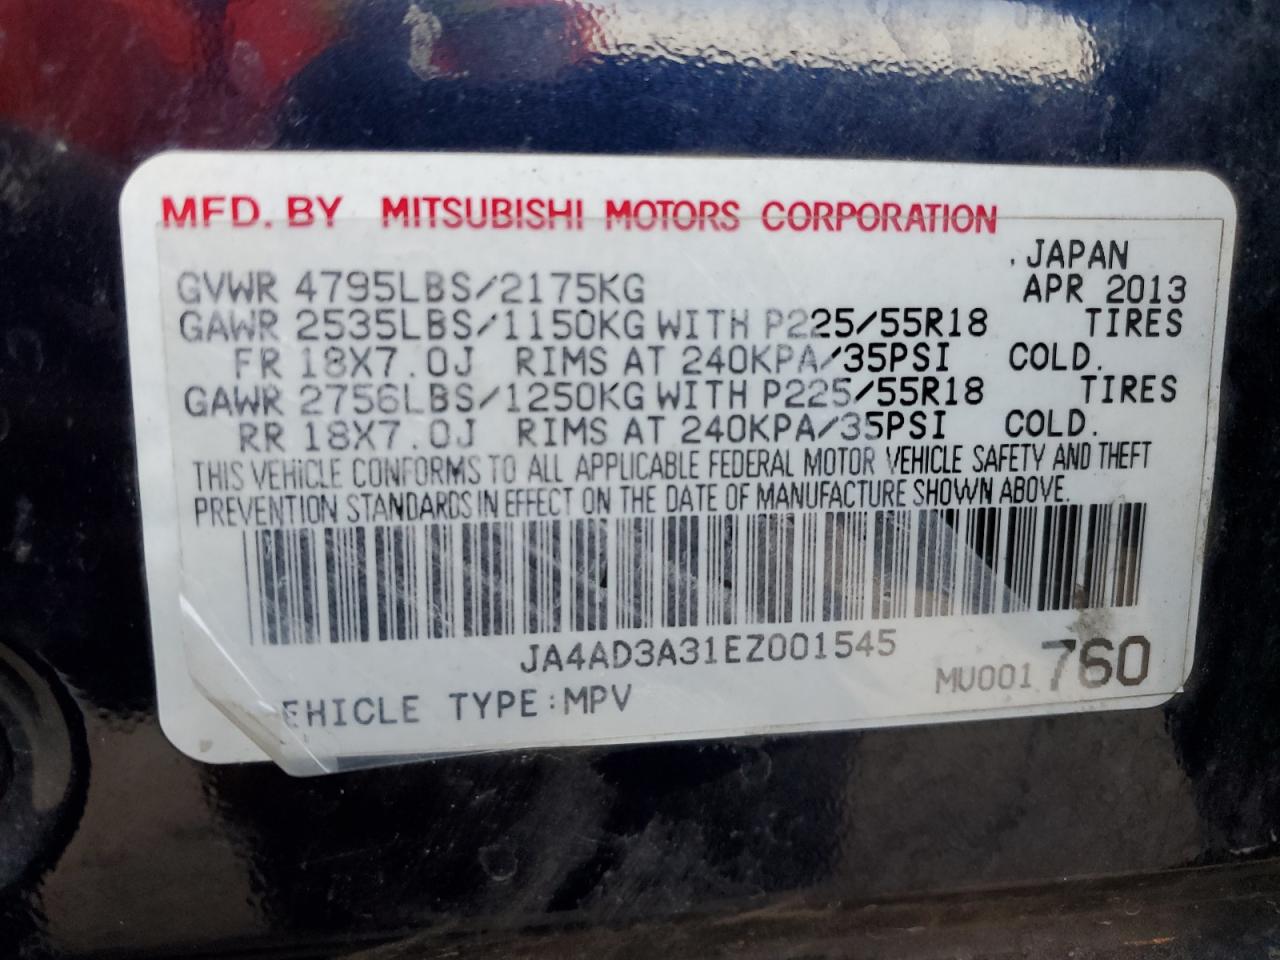 MFD. BY MITSUBISHI MOTORS CORPORATION
JAPAN
GVWR 4795LBS/2175KG APR 2013
GAWR 2535LBS/1150KG WITH P225/55R18 TIRES
FR 18X7.0J RIMS AT 240KPA/35PSI COLD.
GAWR 2756LBS/1250KG WITH P225/55R18 TIRES
RR 18X7.0J RIMS AT 240KPA/35PSI COLD.
THIS VEHICLE CONFORMS TO ALL APPLICABLE FEDERAL MOTOR VEHICLE SAFETY AND THEFT
PREVENTION STANDARDS IN EFFECT ON THE DATE OF MANUFACTURE SHOWN ABOVE.
JA4AD3A31EZ001545
EHICLE TYPE:MPV MU001760